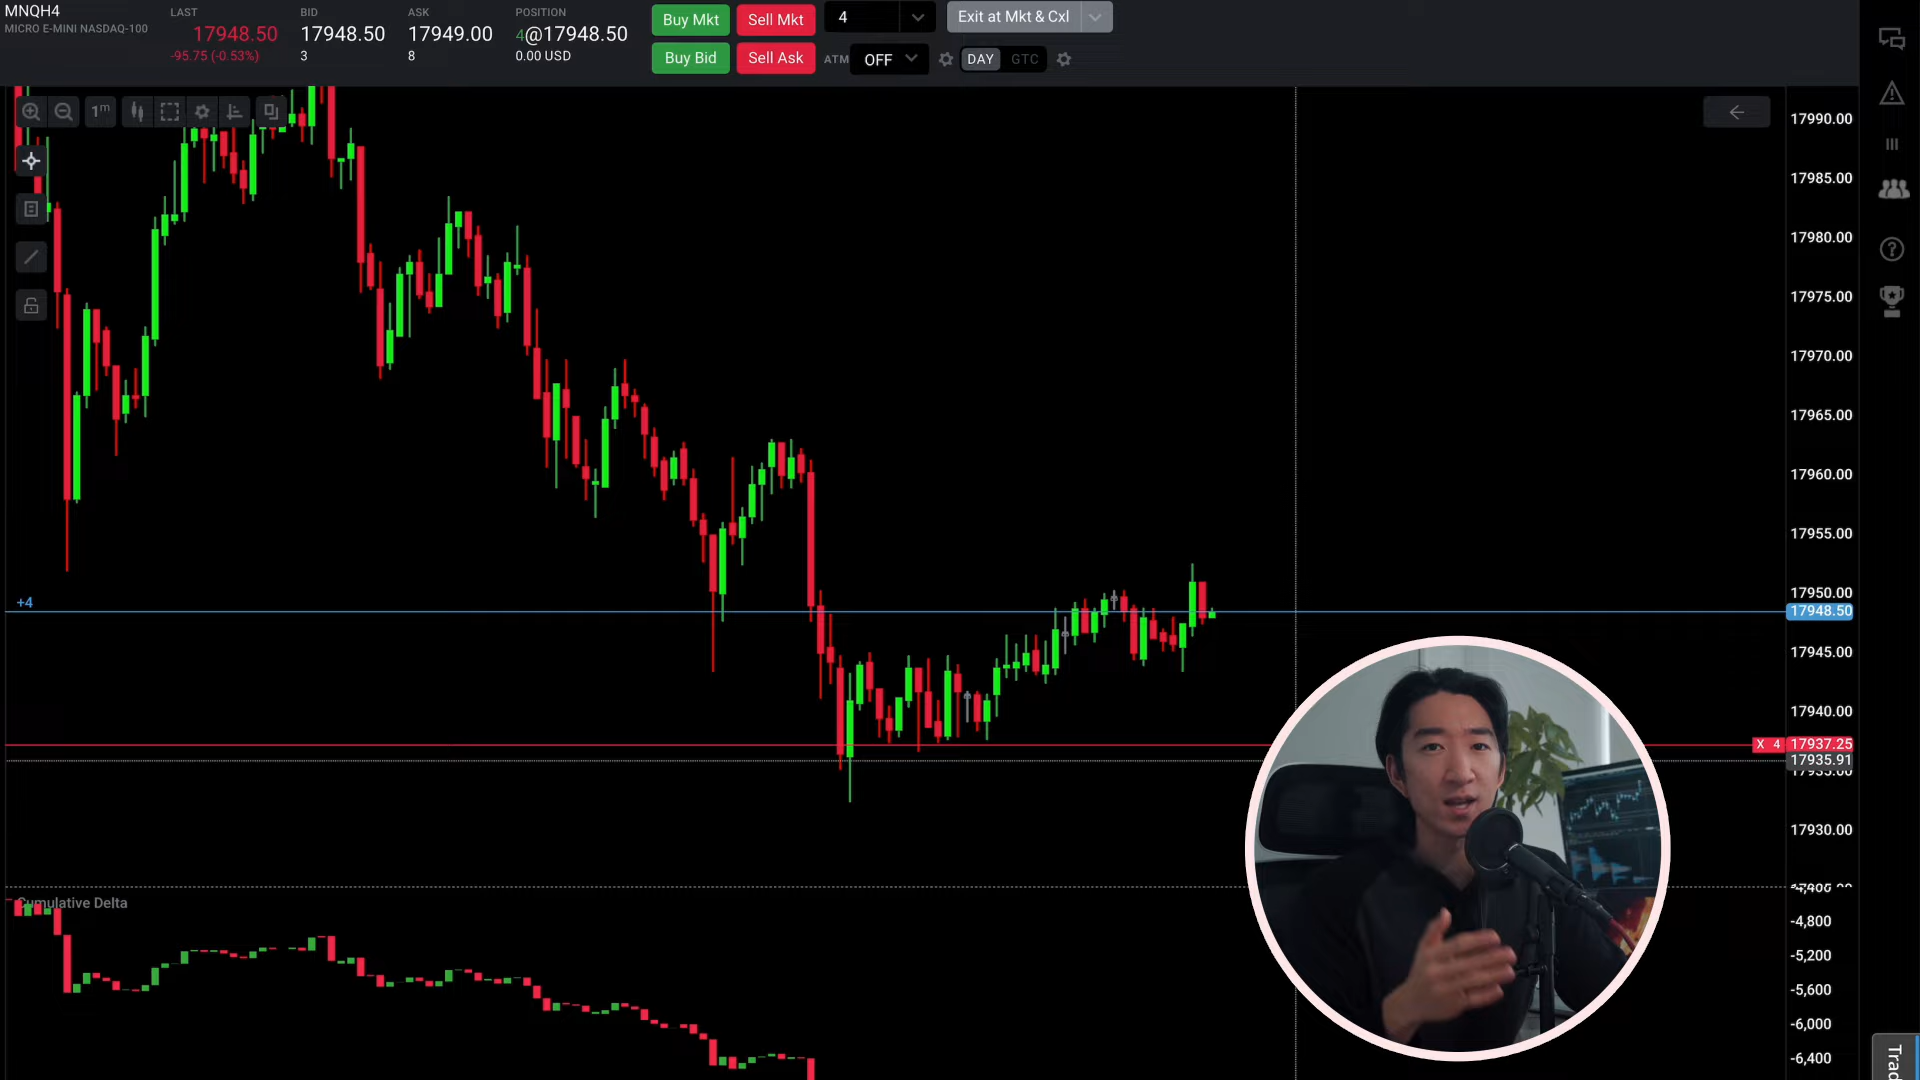 MNQH4
MICRO E-MINI NASDAQ-100
LAST
17948.50
-95.75 (-0.53%)
BID
17948.50
3
ASK
17949.00
8
POSITION
4@17948.50
0.00 USD
Buy Mkt
Sell Mkt
4
Exit at Mkt & Cxl
Buy Bid
Sell Ask
ATM
OFF
DAY
GTC
1m
17990.00
17985.00
17980.00
17975.00
17970.00
17965.00
17960.00
17955.00
17950.00
+4
17948.50
17945.00
17940.00
X 4
17937.25
17935.91
17935.00
17930.00
Cumulative Delta
-4,800
-5,200
-5,600
-6,000
-6,400
Trad